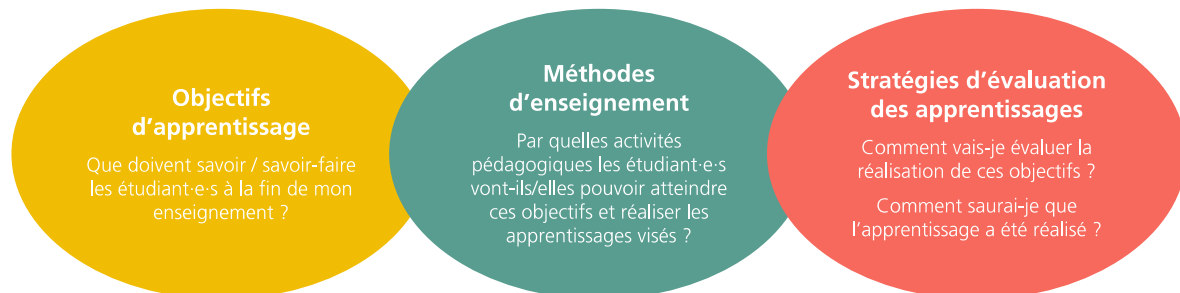 Objectifs
d'apprentissage
Que doivent savoir / savoir-faire
les étudiant·e·s à la fin de mon
enseignement ?
Méthodes
d'enseignement
Par quelles activités
pédagogiques les étudiant·e·s
vont-ils/elles pouvoir atteindre
ces objectifs et réaliser les
apprentissages visés ?
Stratégies d'évaluation
des apprentissages
Comment vais-je évaluer la
réalisation de ces objectifs ?
Comment saurai-je que
l'apprentissage a été réalisé ?